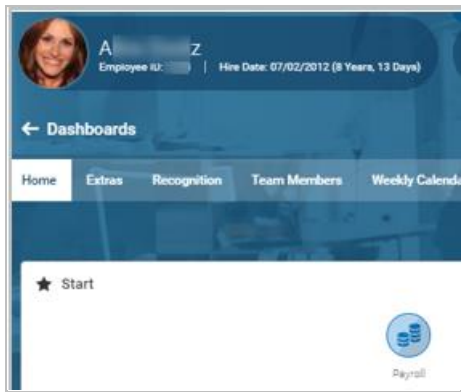 A z
Employee ID: | Hire Date: 07/02/2012 (8 Years, 13 Days)
← Dashboards
Home Extras Recognition Team Members Weekly Calenda
★ Start
Payroll